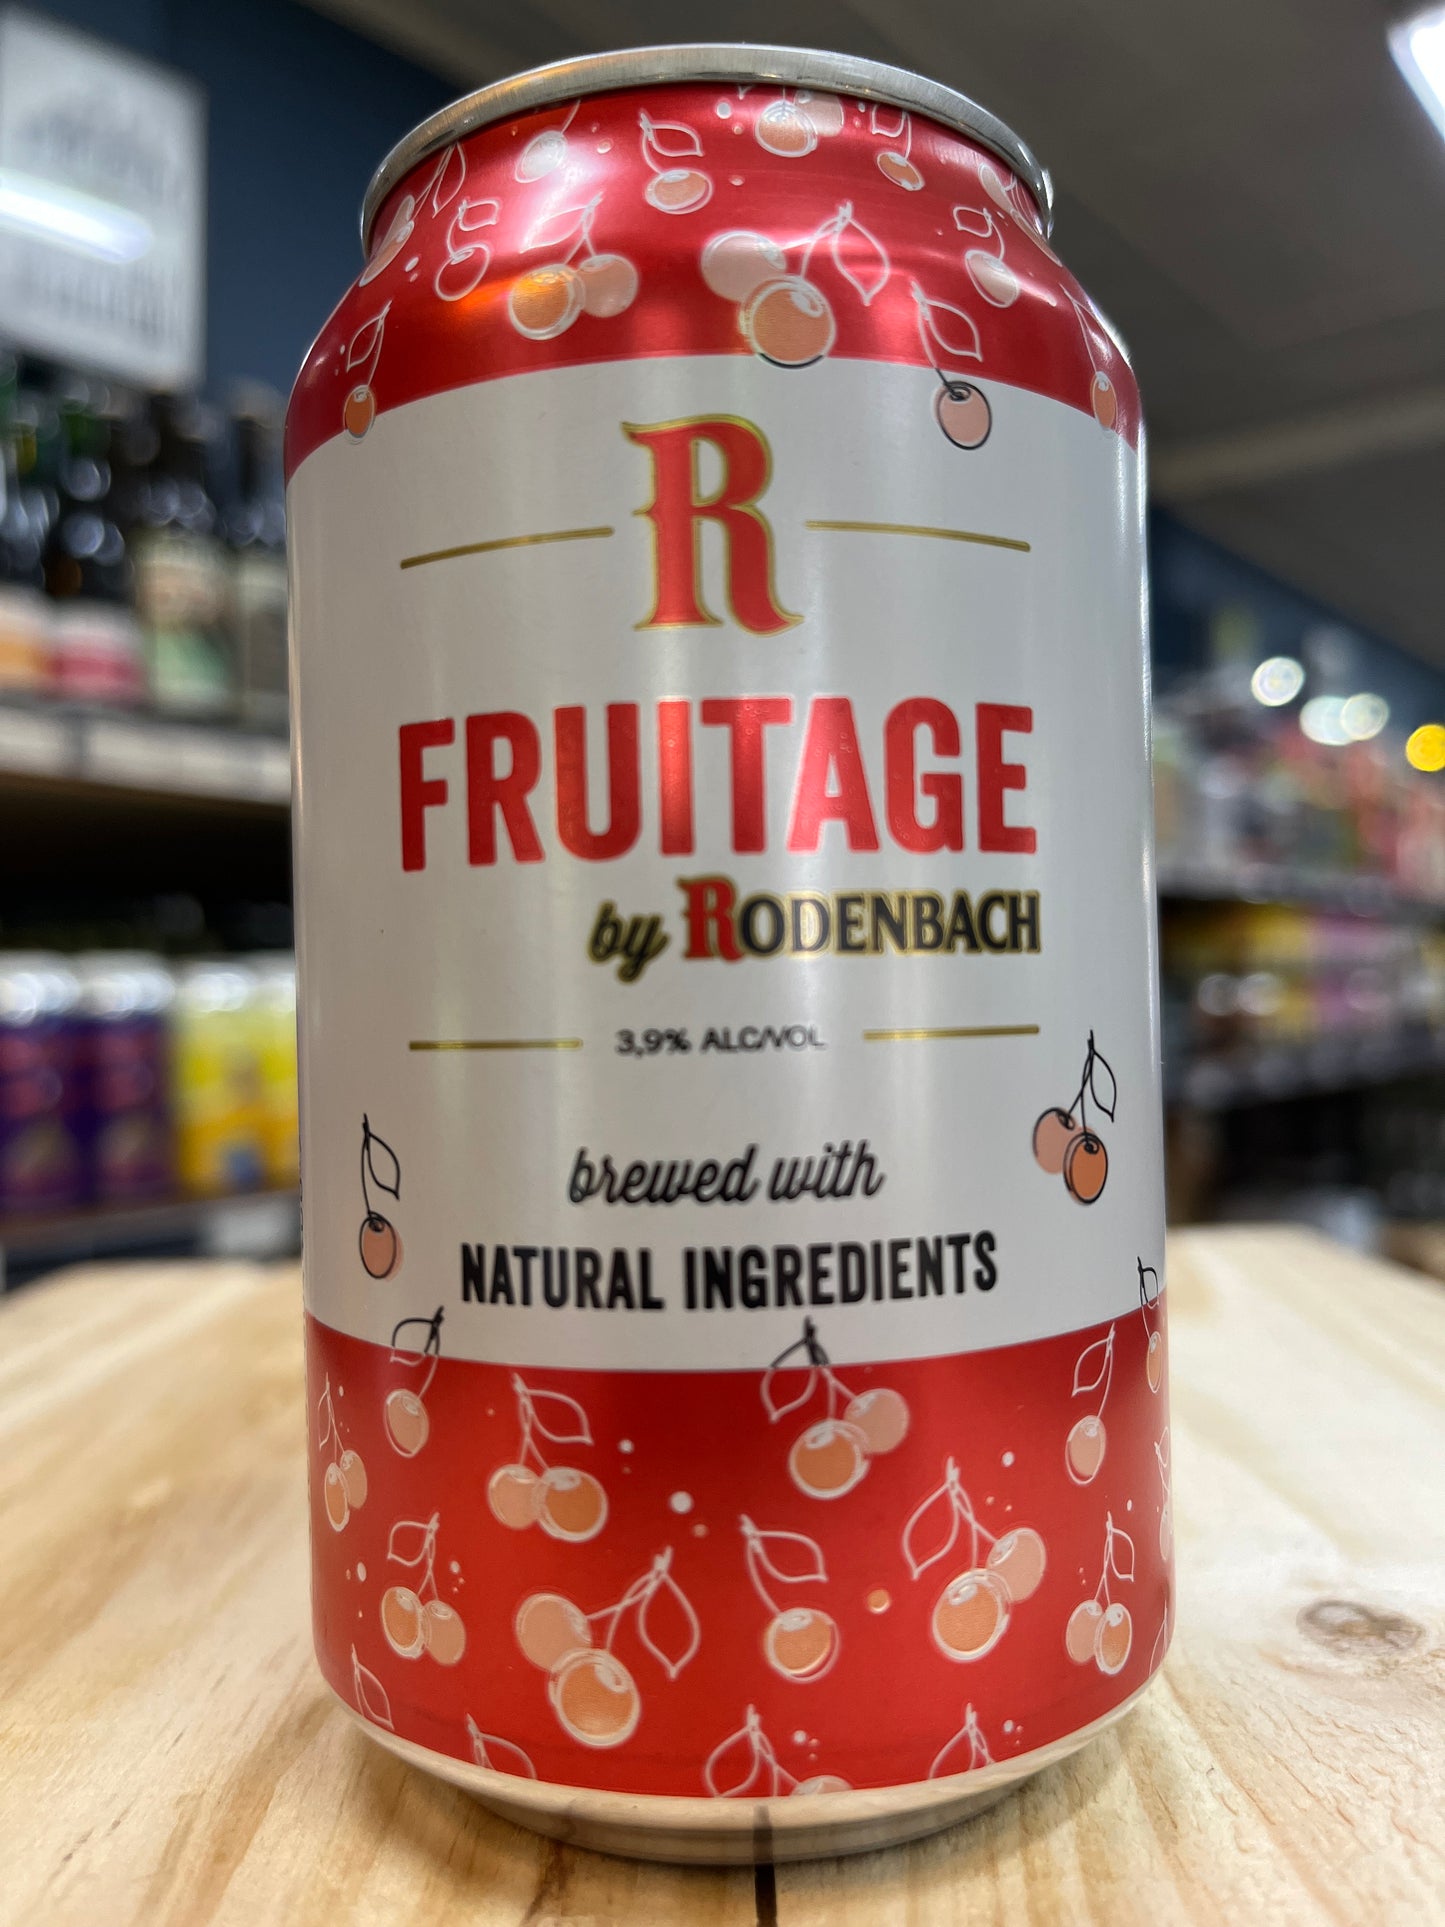 R
FRUITAGE
by RODENBACH
3,9% ALC/VOL
brewed with
NATURAL INGREDIENTS